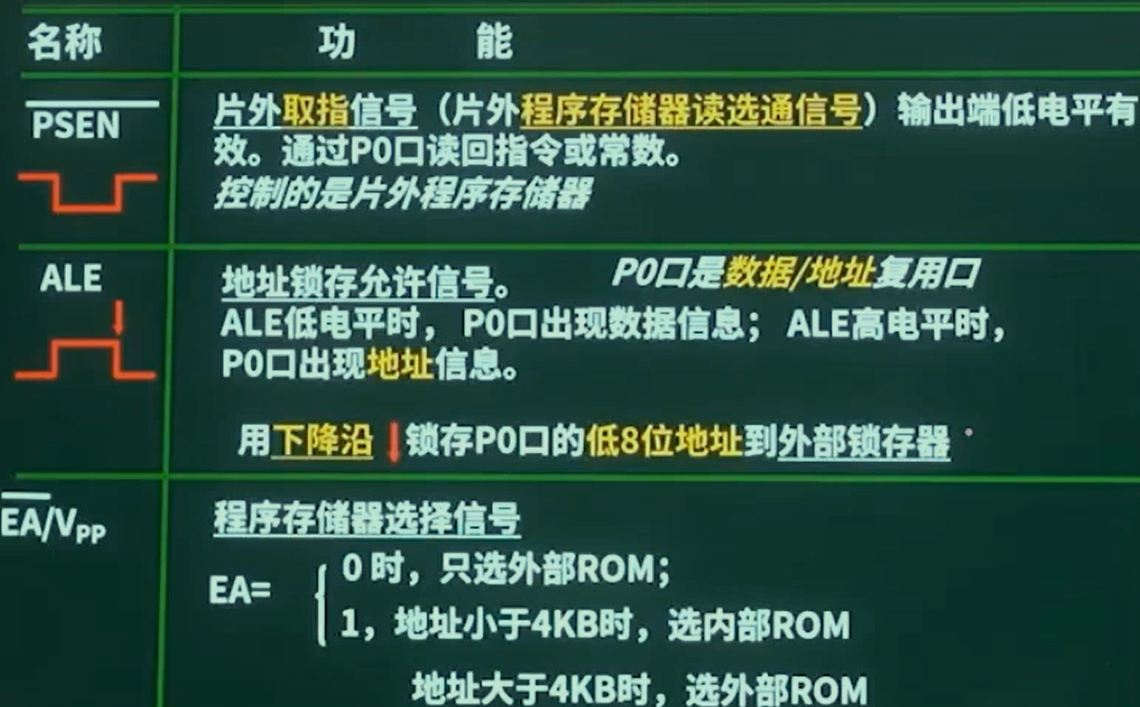 名称 功 能
PSEN
片外取指信号（片外程序存储器读选通信号）输出端低电平有
效。通过P0口读回指令或常数。
控制的是片外程序存储器
ALE
地址锁存允许信号。 P0口是数据/地址复用口
ALE低电平时， P0口出现数据信息； ALE高电平时，
P0口出现地址信息。
用下降沿 锁存P0口的低8位地址到外部锁存器
EA/VPP
程序存储器选择信号
EA=
0 时，只选外部ROM；
1，地址小于4KB时，选内部ROM
地址大于4KB时，选外部ROM